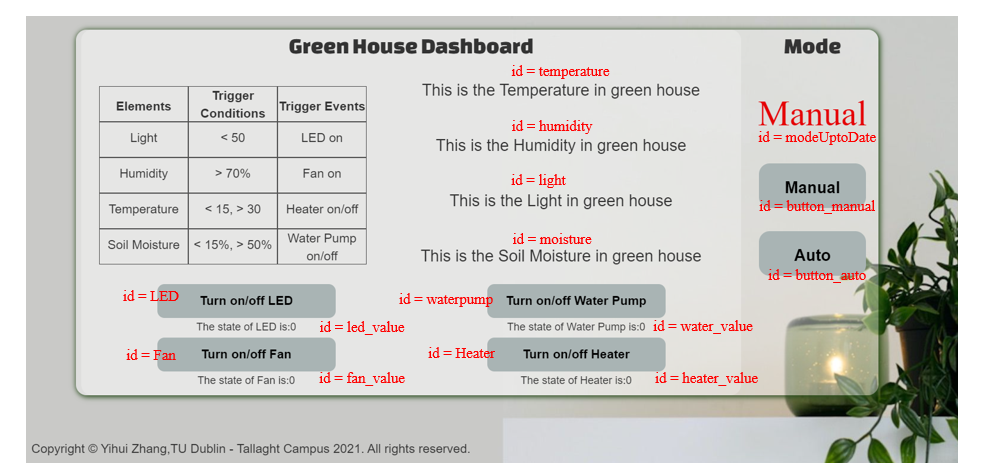 Green House Dashboard
Mode
id = temperature
This is the Temperature in green house
Elements
Trigger Conditions
Trigger Events
Light
< 50
LED on
Humidity
> 70%
Fan on
Temperature
< 15, > 30
Heater on/off
Soil Moisture
< 15%, > 50%
Water Pump on/off
id = humidity
This is the Humidity in green house
id = light
This is the Light in green house
id = moisture
This is the Soil Moisture in green house
Manual
id = modeUptoDate
Manual
id = button_manual
Auto
id = button_auto
id = LED
Turn on/off LED
The state of LED is:0
id = led_value
id = waterpump
Turn on/off Water Pump
The state of Water Pump is:0
id = water_value
id = Fan
Turn on/off Fan
The state of Fan is:0
id = fan_value
id = Heater
Turn on/off Heater
The state of Heater is:0
id = heater_value
Copyright © Yihui Zhang,TU Dublin - Tallaght Campus 2021. All rights reserved.